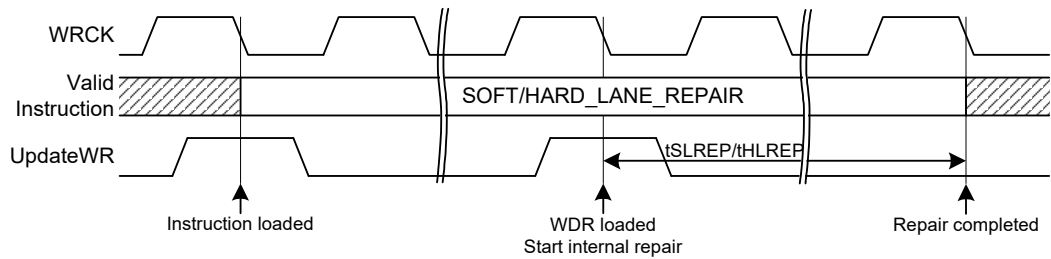 WRCK
Valid
Instruction
SOFT/HARD_LANE_REPAIR
UpdateWR
tSLREP/tHLREP
Instruction loaded
WDR loaded
Start internal repair
Repair completed